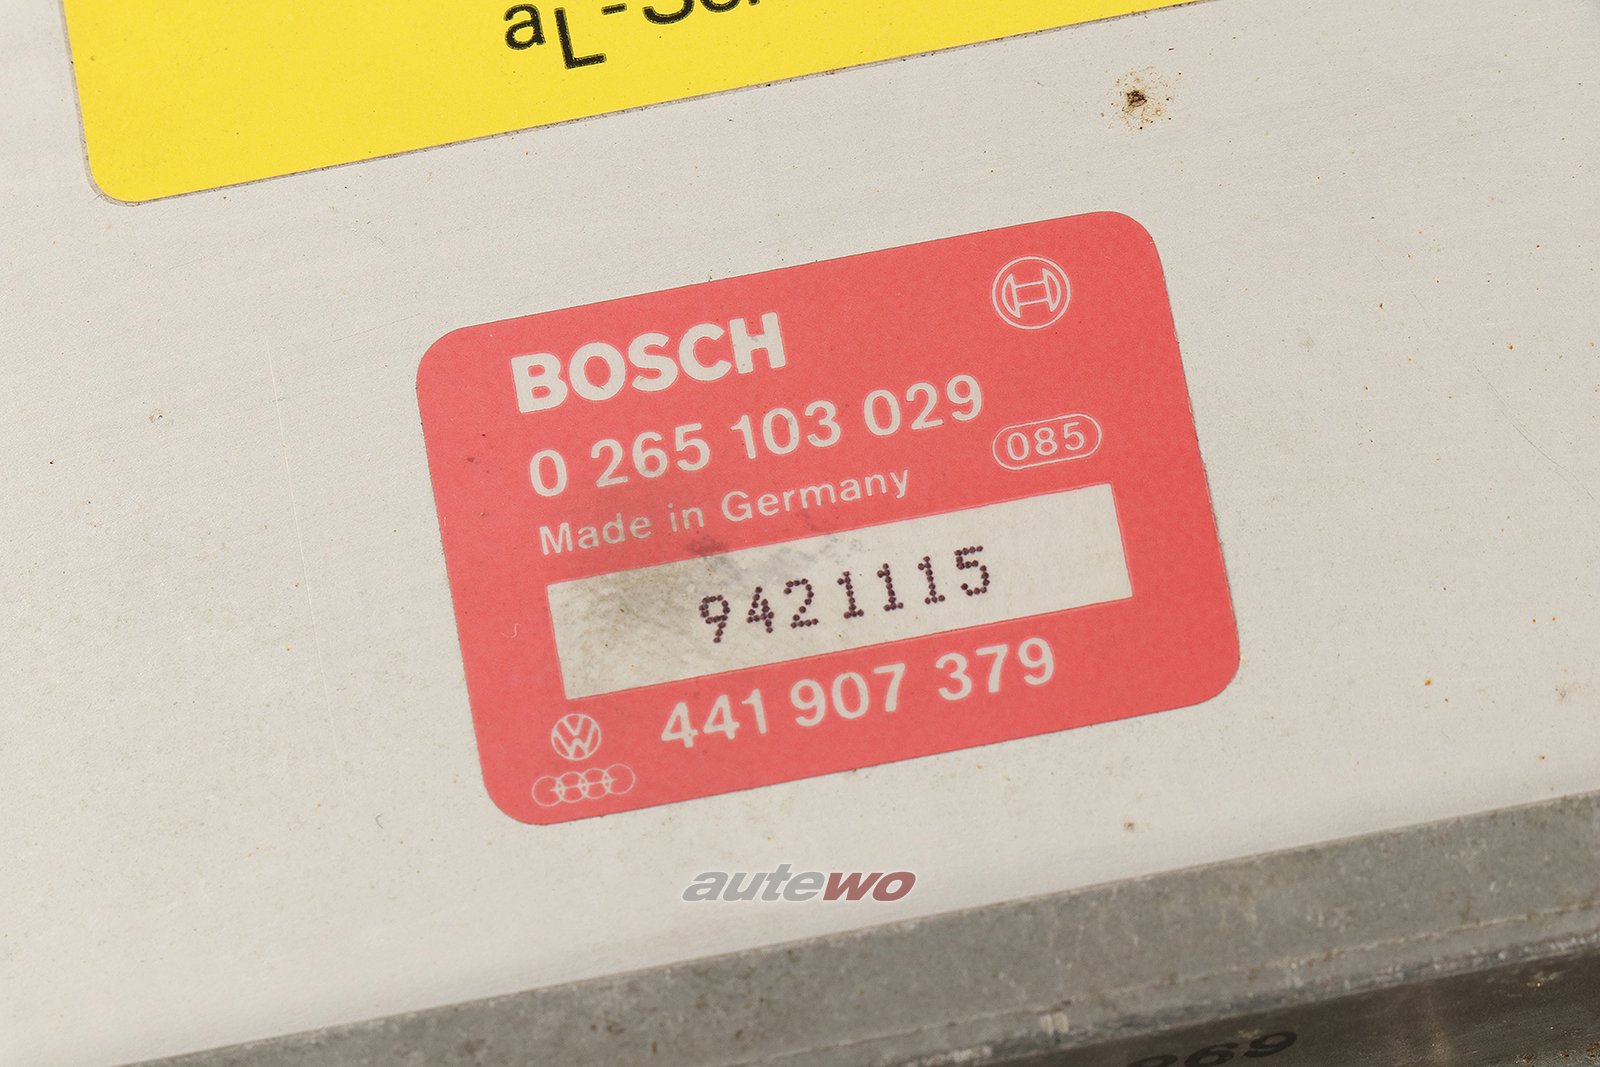 BOSCH
0 265 103 029
085
Made in Germany
9421115
441 907 379
autewo